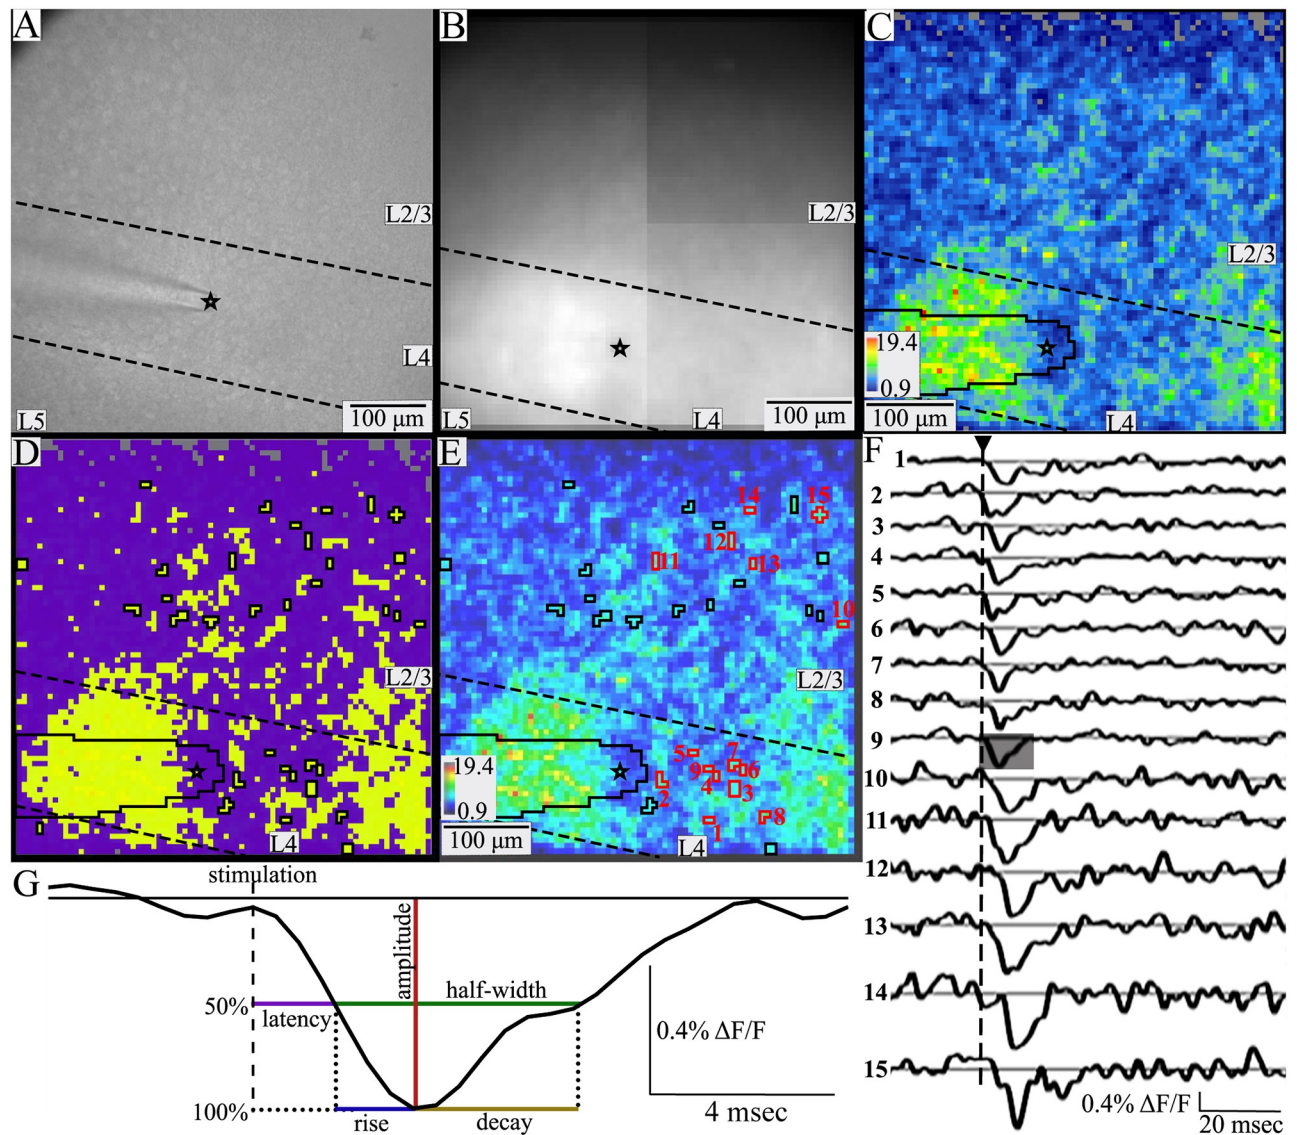 A
L2/3
L4
L5
100 µm
B
L2/3
L5
L4
100 µm
C
L2/3
19.4
0.9
100 µm
L4
D
L2/3
L4
E
14
15
12
11
13
10
L2/3
5
7
9
6
4
2
3
8
1
19.4
0.9
100 µm
L4
F
1
2
3
4
5
6
7
8
9
10
11
12
13
14
15
0.4% ΔF/F
20 msec
G
stimulation
amplitude
half-width
50%
latency
0.4% ΔF/F
100%
rise
decay
4 msec